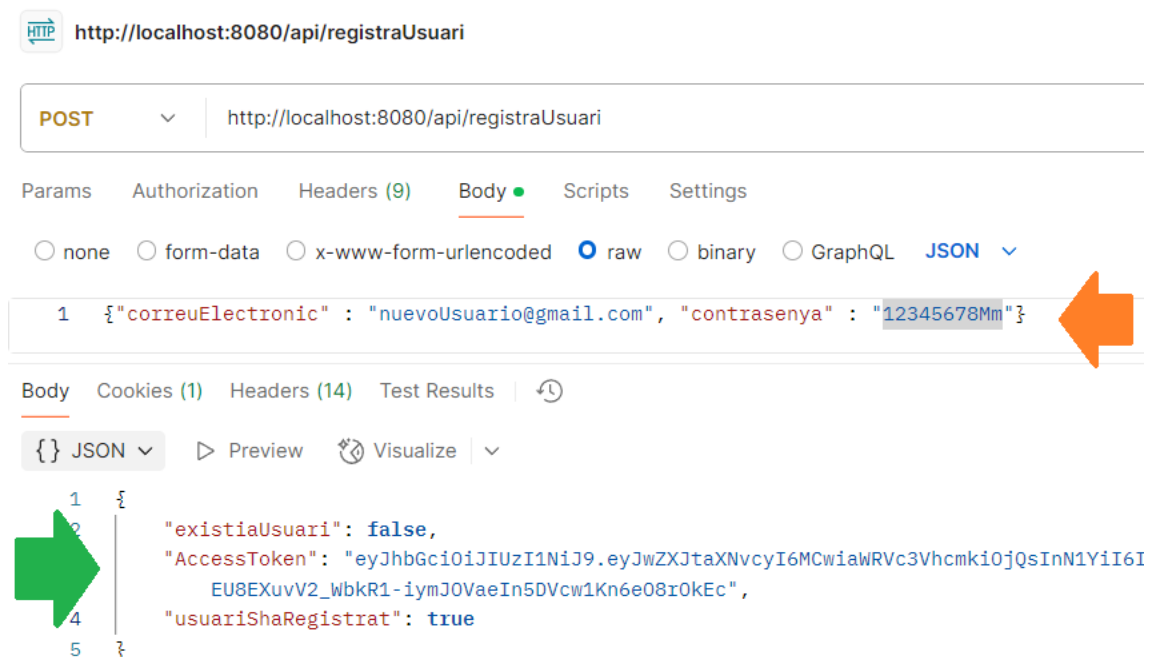 HTTP http://localhost:8080/api/registraUsuari
POST http://localhost:8080/api/registraUsuari
Params Authorization Headers (9) Body Scripts Settings
none form-data x-www-form-urlencoded raw binary GraphQL JSON
1 {"correuElectronic" : "nuevoUsuario@gmail.com", "contrasenya" : "12345678Mm"}
Body Cookies (1) Headers (14) Test Results
{} JSON Preview Visualize
1 {
2 "existiaUsuari": false,
"AccessToken": "eyJhbGciOiJIUzI1NiJ9.eyJwZXJtaXNvcyI6MCwiaWRVc3VhcmkiOjQsInN1YiI6I
EU8EXuvV2_WbkR1-iymJOVaeIn5DVcw1Kn6eO8rOkEc",
4 "usuariShaRegistrat": true
5 }